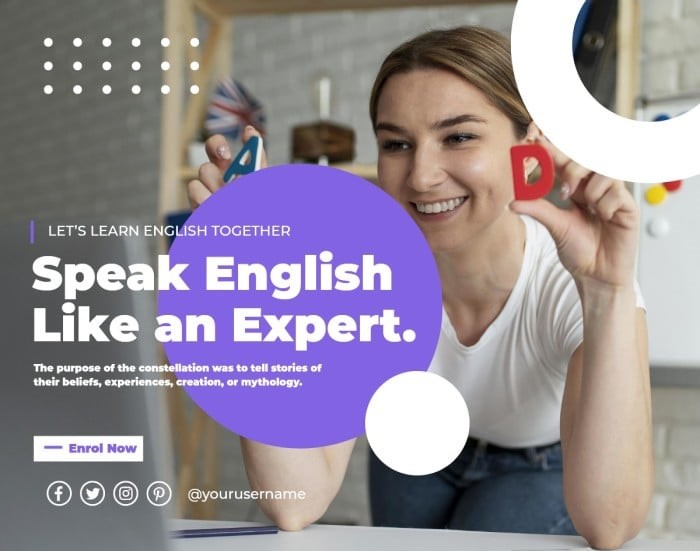 A
D
LET'S LEARN ENGLISH TOGETHER
Speak English
Like an Expert.
The purpose of the constellation was to tell stories of
their beliefs, experiences, creation, or mythology.
Enrol Now
@yourusername